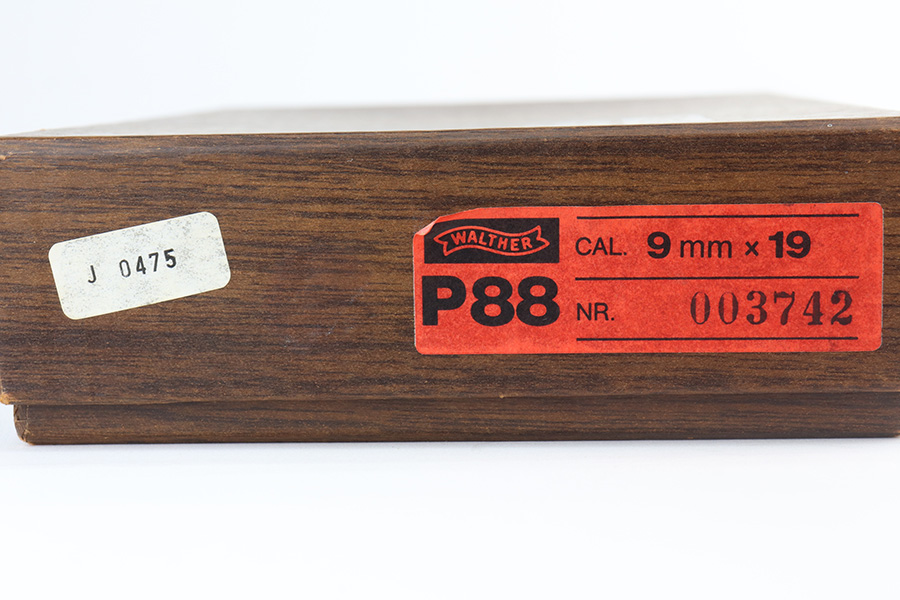 J 0475
WALTHER
P88
CAL. 9 mm x 19
NR. 003742